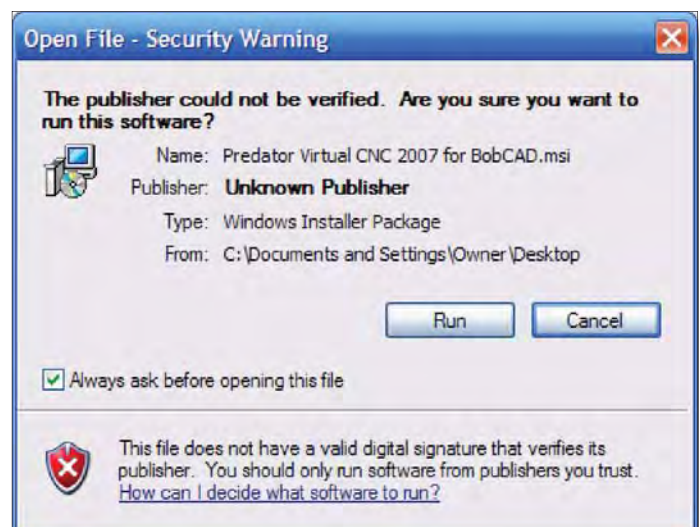 Open File - Security Warning
The publisher could not be verified. Are you sure you want to
run this software?
Name: Predator Virtual CNC 2007 for BobCAD.msi
Publisher: Unknown Publisher
Type: Windows Installer Package
From: C:\Documents and Settings\Owner\Desktop
Run Cancel
Always ask before opening this file
This file does not have a valid digital signature that verifies its
publisher. You should only run software from publishers you trust.
How can I decide what software to run?